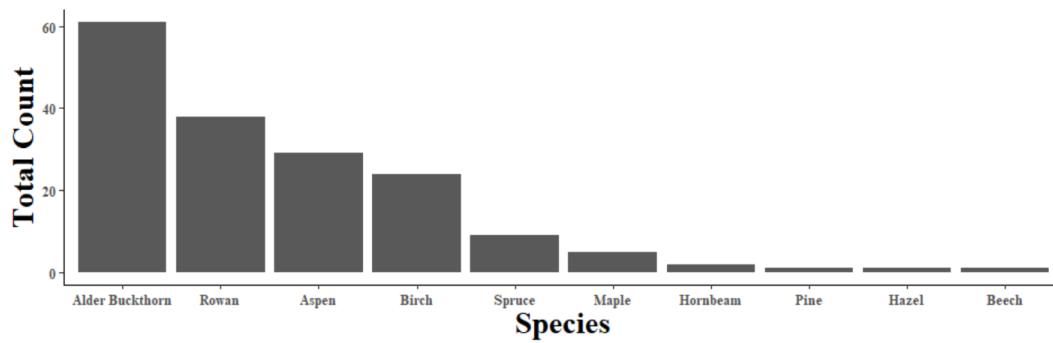 Total Count
60
40
20
0
Alder Buckthorn Rowan Aspen Birch Spruce Maple Hornbeam Pine Hazel Beech
Species